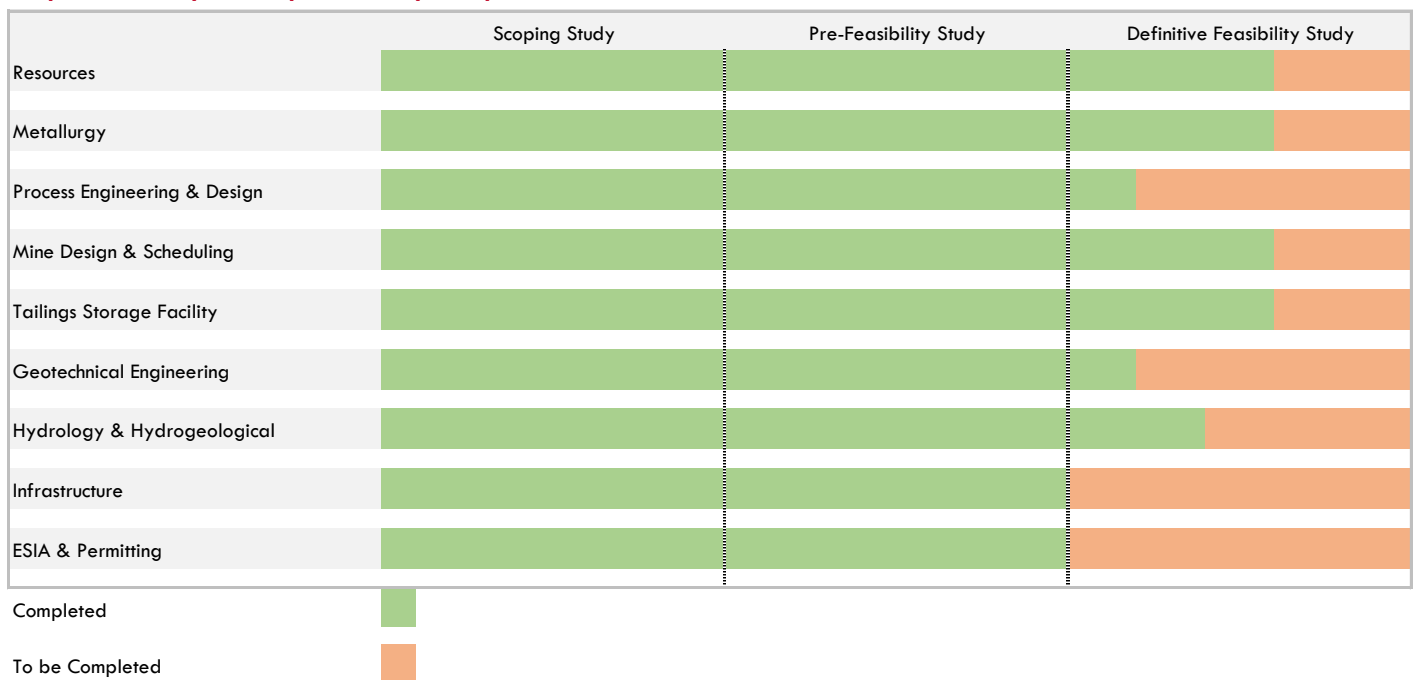 Scoping Study Pre-Feasibility Study Definitive Feasibility Study
Resources
Metallurgy
Process Engineering & Design
Mine Design & Scheduling
Tailings Storage Facility
Geotechnical Engineering
Hydrology & Hydrogeological
Infrastructure
ESIA & Permitting
Completed
To be Completed